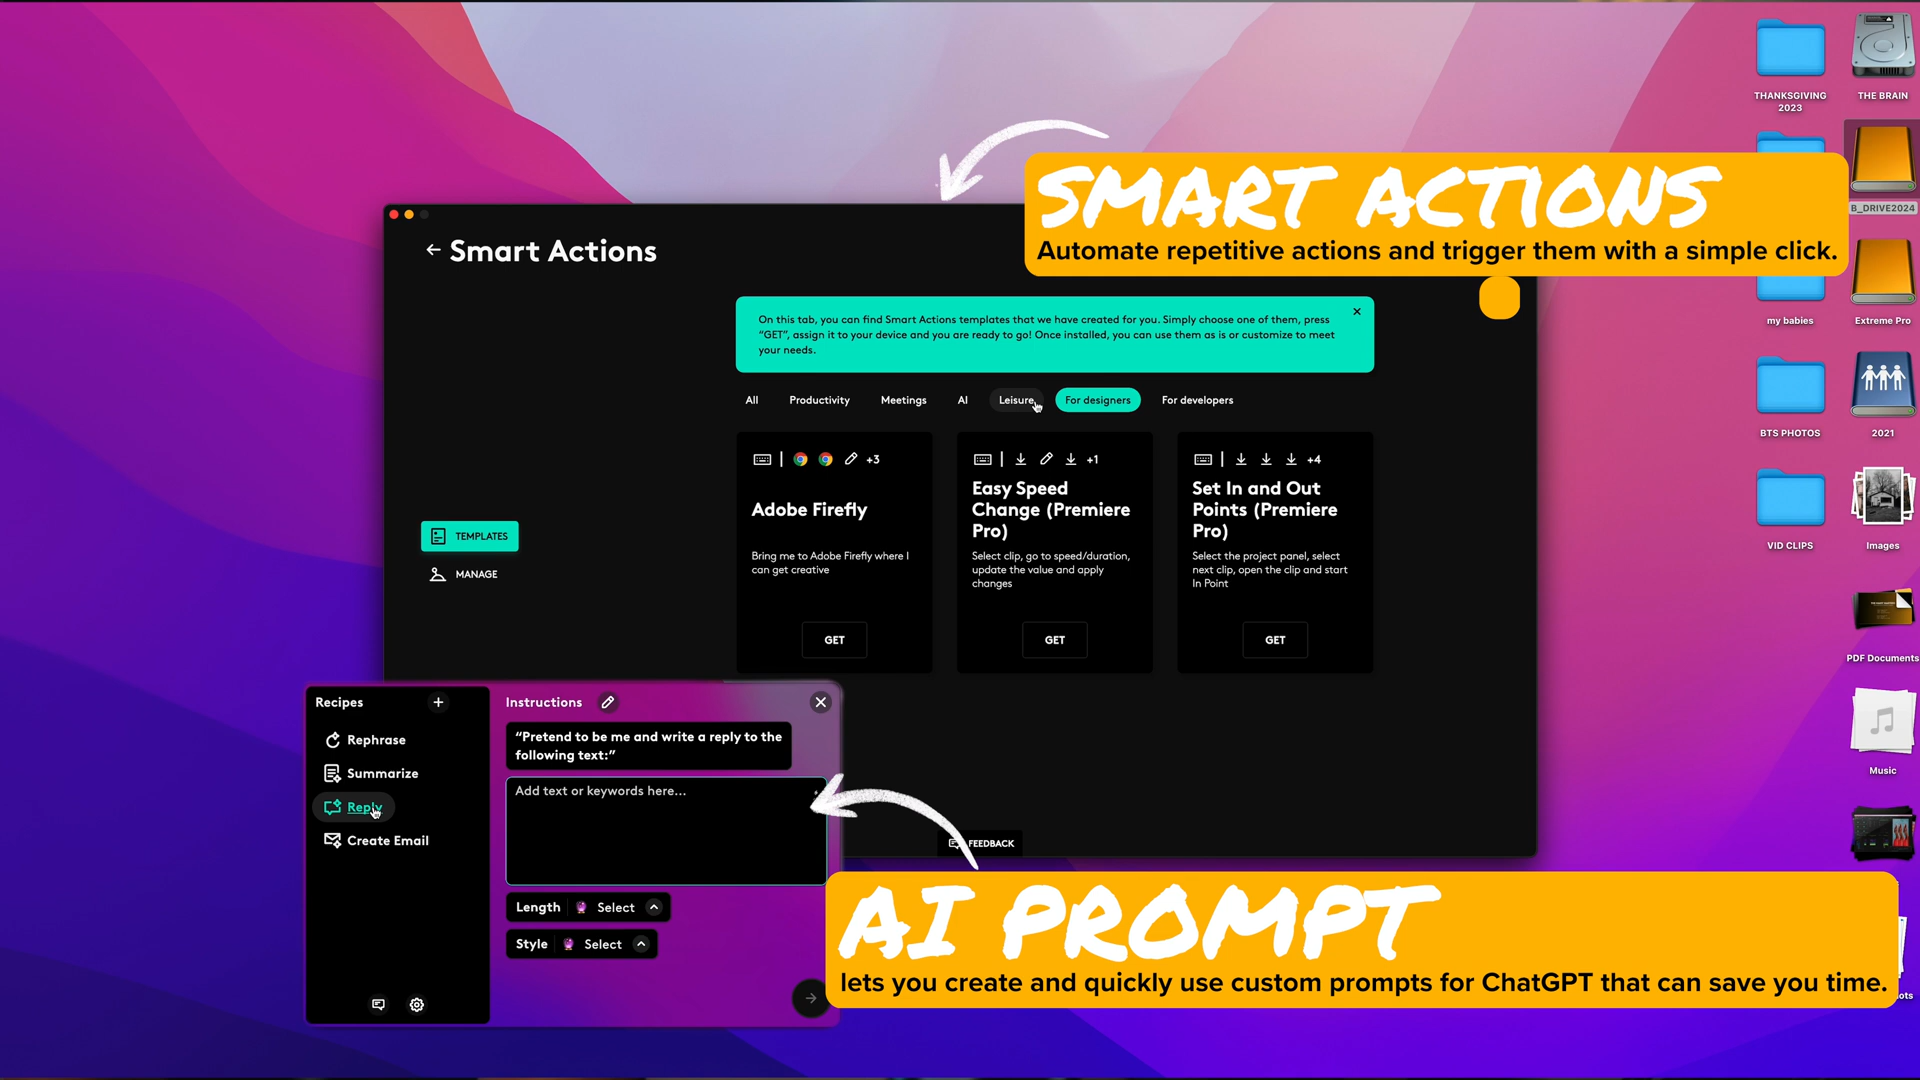 THANKSGIVING
2023
THE BRAIN
B_DRIVE2024
my babies
Extreme Pro
BTS PHOTOS
2021
VID CLIPS
Images
PDF Documents
Music
SMART ACTIONS
Automate repetitive actions and trigger them with a simple click.
Smart Actions
On this tab, you can find Smart Actions templates that we have created for you. Simply choose one of them, press
“GET”, assign it to your device and you are ready to go! Once installed, you can use them as is or customize to meet
your needs.
All Productivity Meetings AI Leisure For designers For developers
TEMPLATES
MANAGE
+3
Adobe Firefly
Bring me to Adobe Firefly where I
can get creative
GET
+1
Easy Speed
Change (Premiere
Pro)
Select clip, go to speed/duration,
update the value and apply
changes
GET
+4
Set In and Out
Points (Premiere
Pro)
Select the project panel, select
next clip, open the clip and start
In Point
GET
FEEDBACK
Recipes
Rephrase
Summarize
Reply
Create Email
Instructions
“Pretend to be me and write a reply to the
following text:”
Add text or keywords here...
Length Select
Style Select
AI PROMPT
lets you create and quickly use custom prompts for ChatGPT that can save you time.